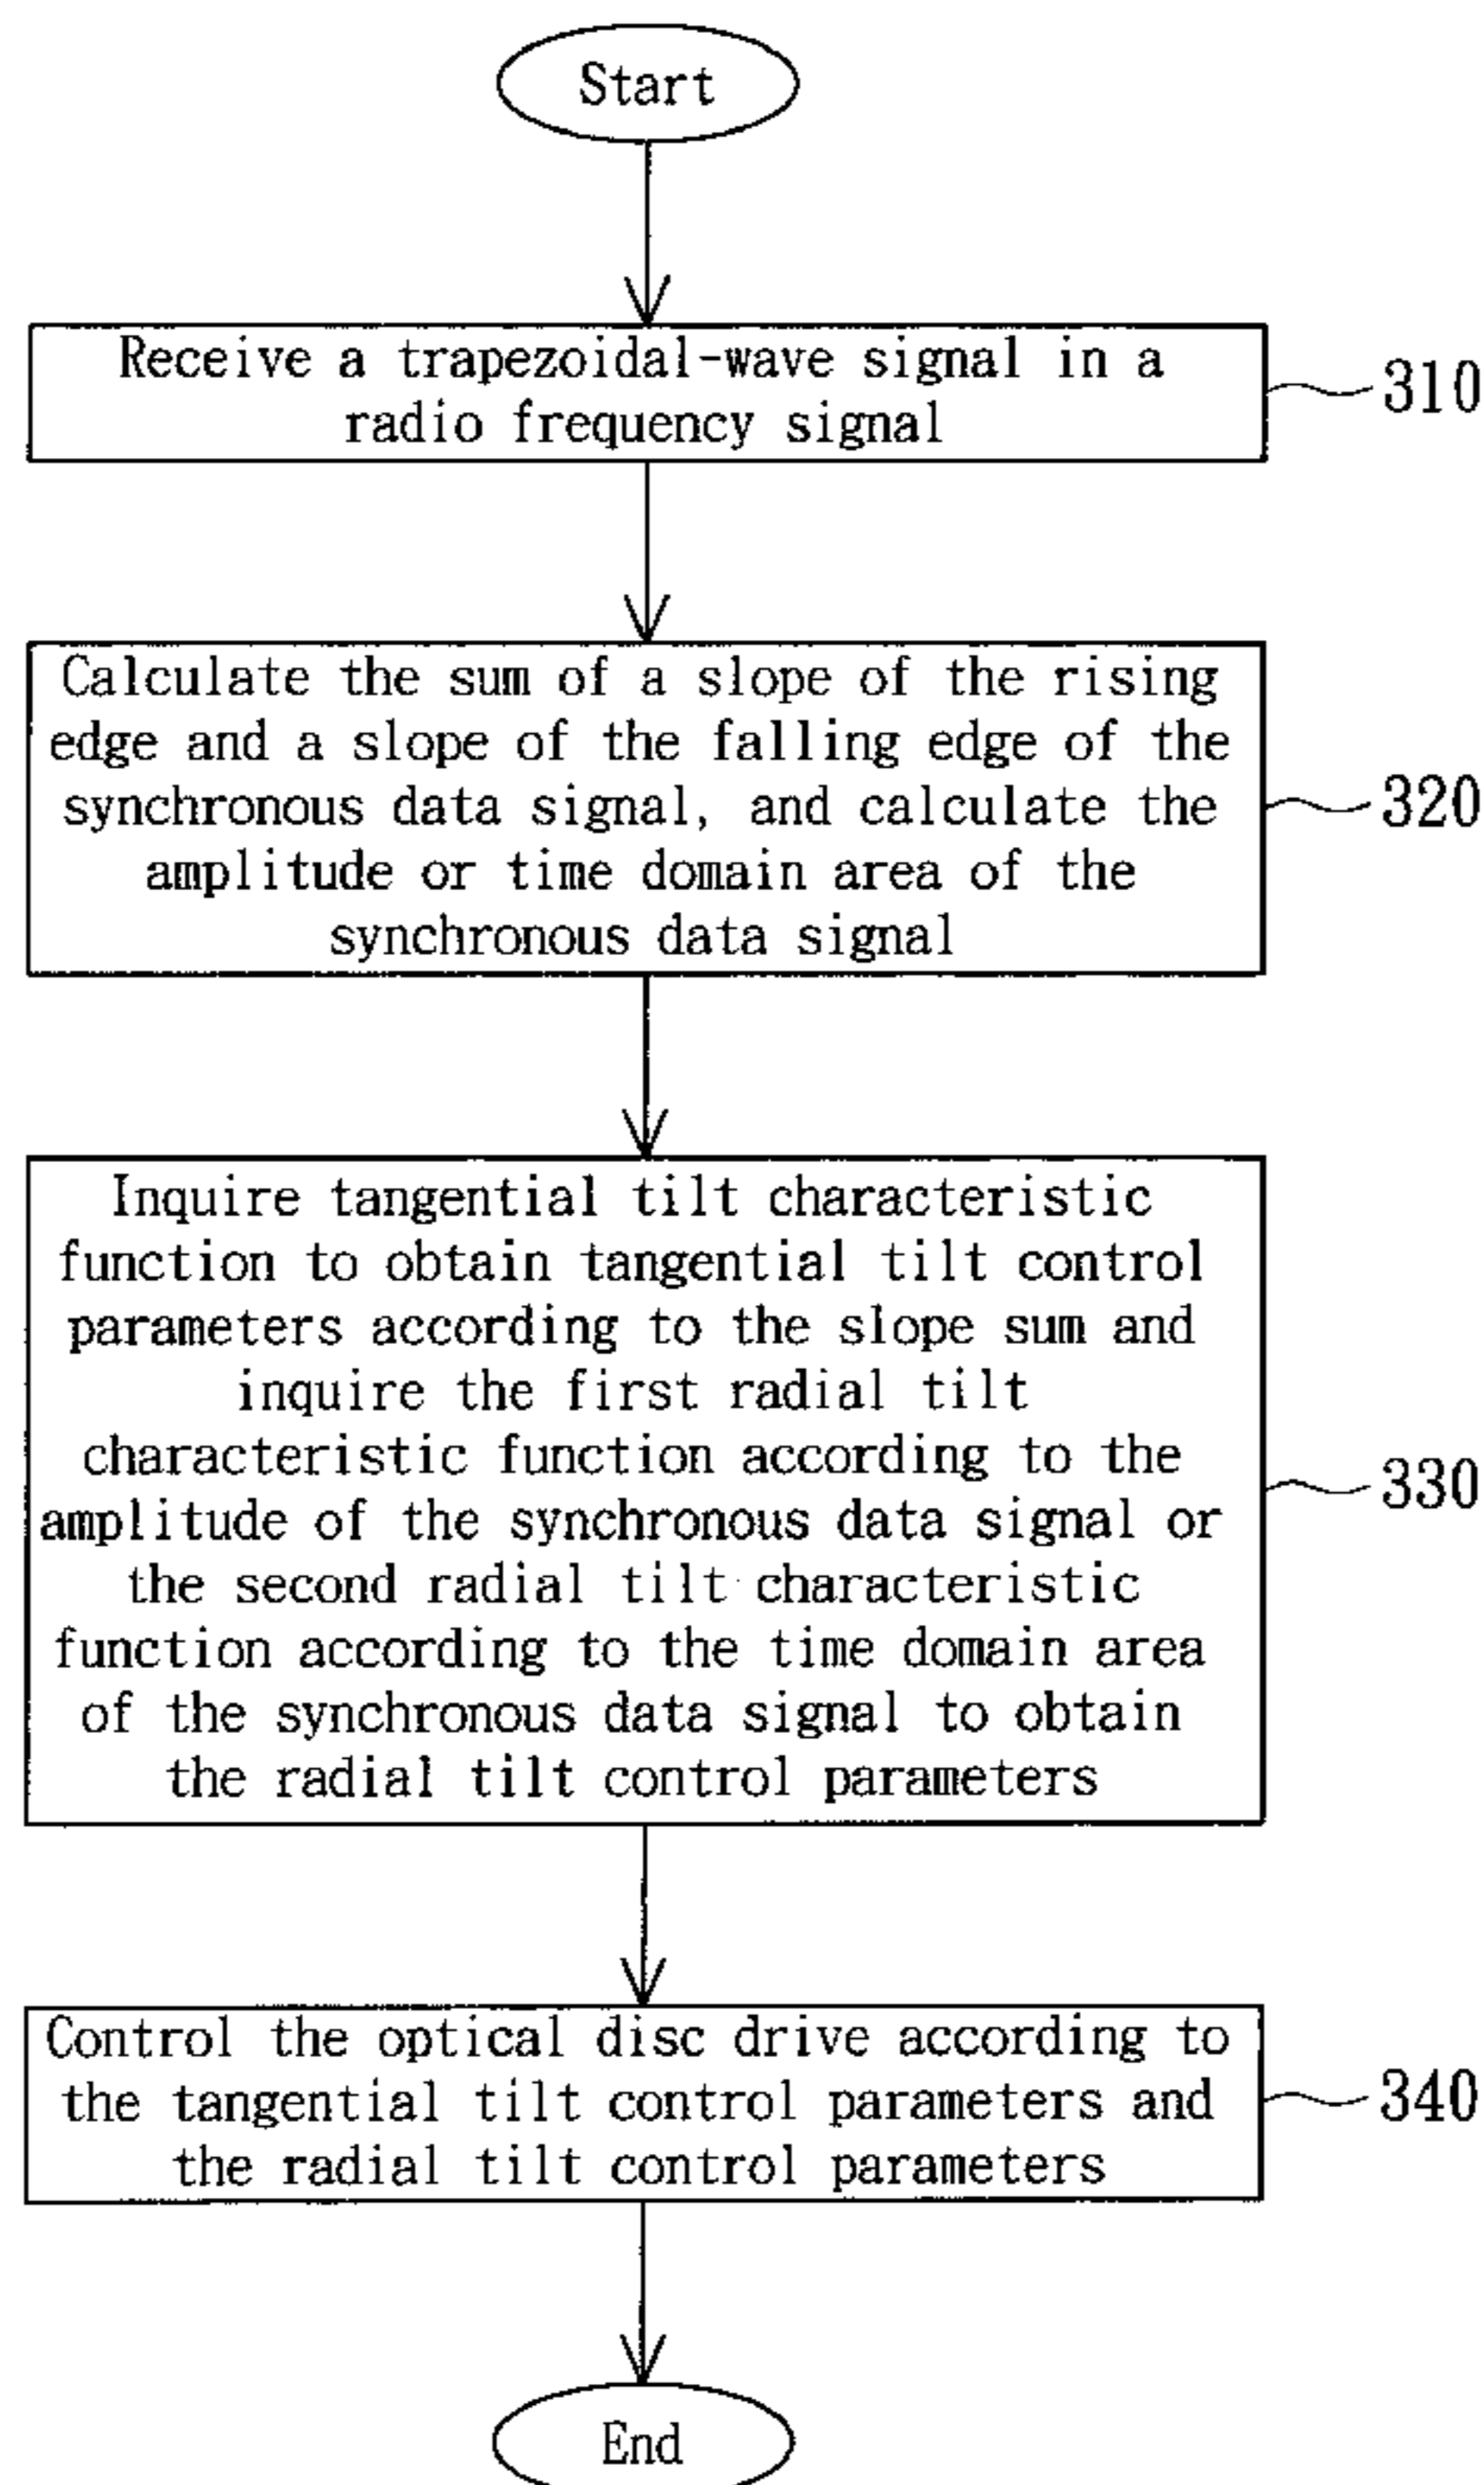 Start
Receive a trapezoidal-wave signal in a
radio frequency signal
310
Calculate the sum of a slope of the rising
edge and a slope of the falling edge of the
synchronous data signal, and calculate the
amplitude or time domain area of the
synchronous data signal
320
Inquire tangential tilt characteristic
function to obtain tangential tilt control
parameters according to the slope sum and
inquire the first radial tilt
characteristic function according to the
amplitude of the synchronous data signal or
the second radial tilt characteristic
function according to the time domain area
of the synchronous data signal to obtain
the radial tilt control parameters
330
Control the optical disc drive according to
the tangential tilt control parameters and
the radial tilt control parameters
340
End